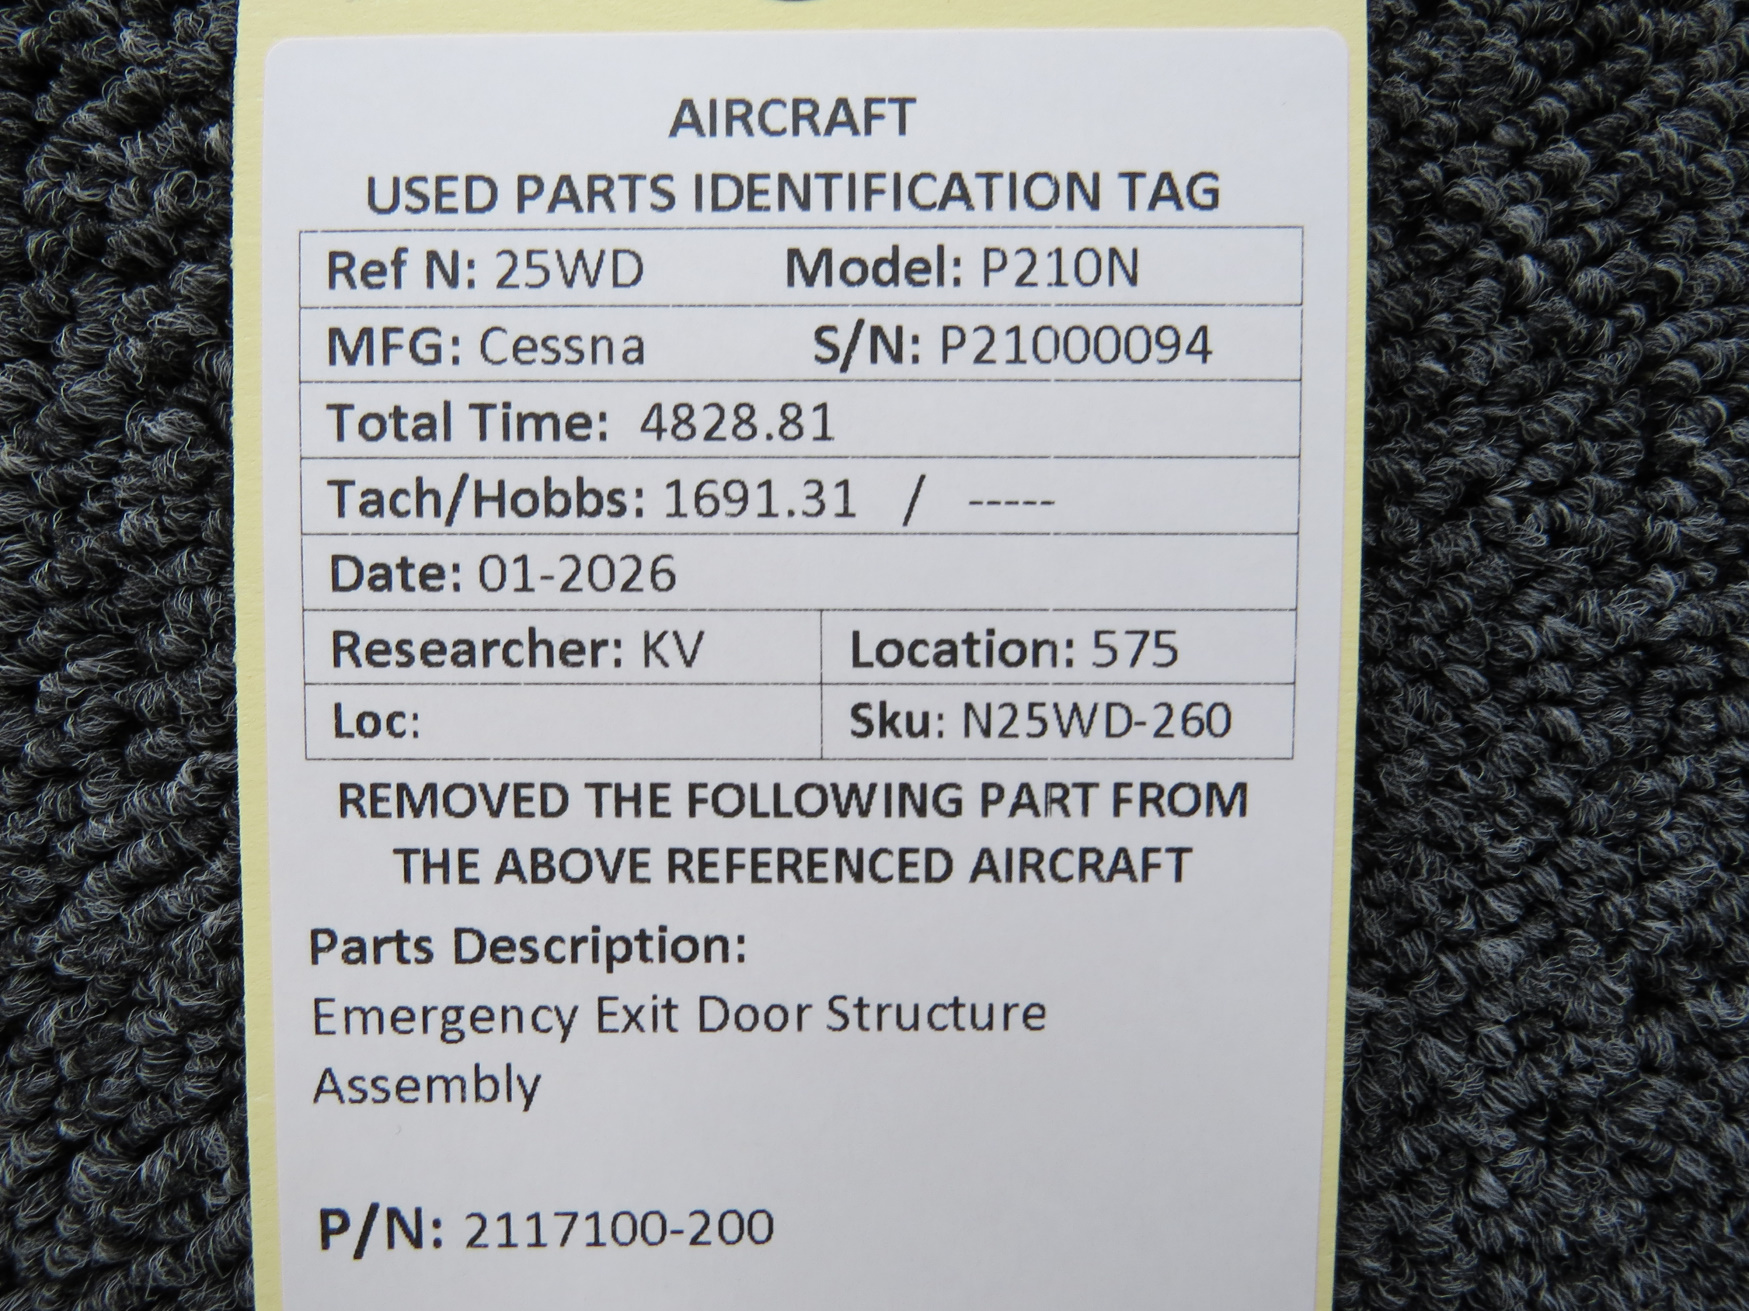 AIRCRAFT
USED PARTS IDENTIFICATION TAG
Ref N: 25WD Model: P210N
MFG: Cessna S/N: P21000094
Total Time: 4828.81
Tach/Hobbs: 1691.31 / -----
Date: 01-2026
Researcher: KV Location: 575
Loc: Sku: N25WD-260
REMOVED THE FOLLOWING PART FROM
THE ABOVE REFERENCED AIRCRAFT
Parts Description:
Emergency Exit Door Structure
Assembly
P/N: 2117100-200